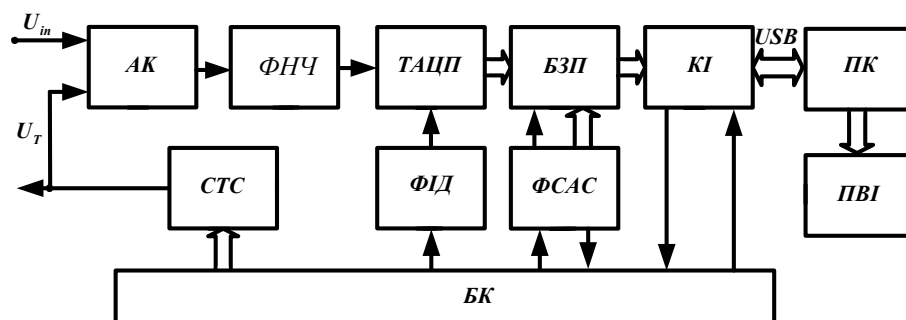 U_in
AK
ФНЧ
ТАЦП
БЗП
КІ
USB
ПК
U_T
СТС
ФІД
ФСАС
ПВІ
БК